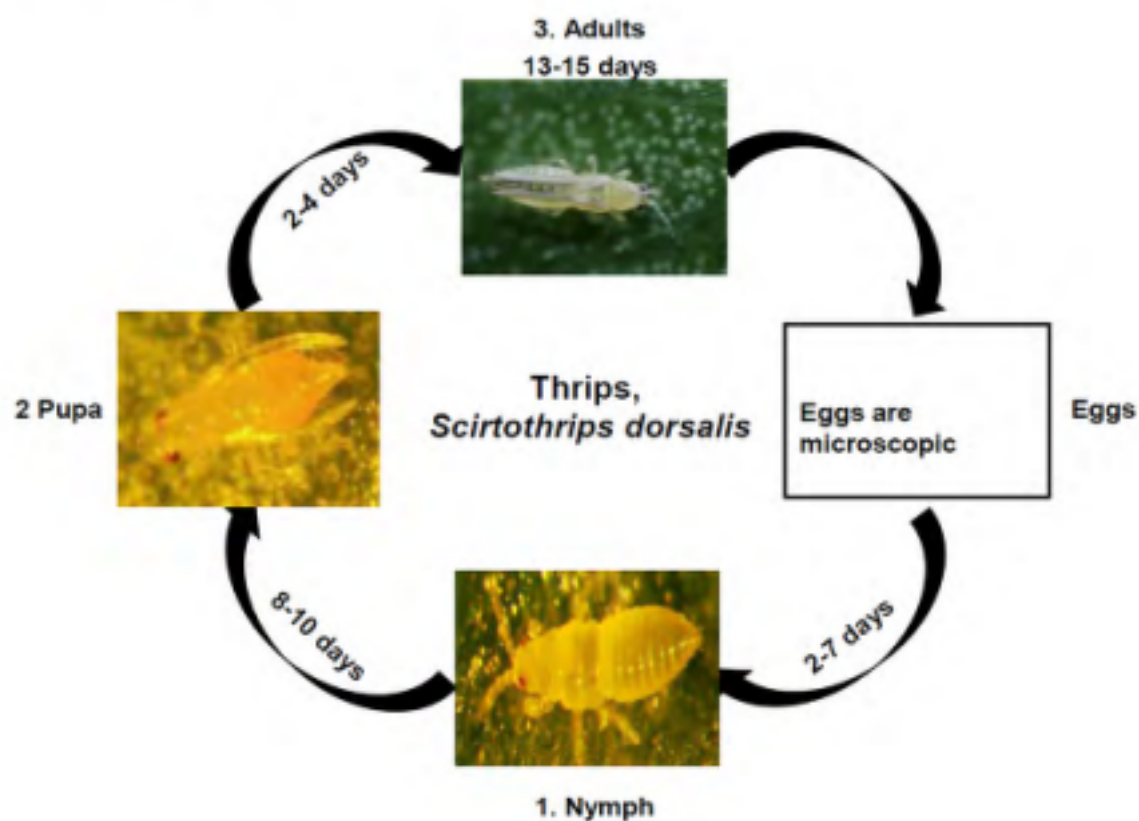 3. Adults
13-15 days
2-4 days
2 Pupa
Thrips,
Scirtothrips dorsalis
Eggs are
microscopic
Eggs
8-10 days
2-7 days
1. Nymph